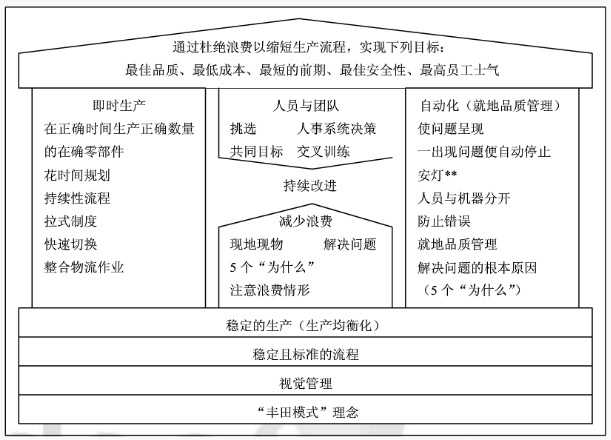 通过杜绝浪费以缩短生产流程，实现下列目标：
最佳品质、最低成本、最短的前期、最佳安全性、最高员工士气
即时生产
在正确时间生产正确数量
的在确零部件
花时间规划
持续性流程
拉式制度
快速切换
整合物流作业
人员与团队
挑选 人事系统决策
共同目标 交叉训练
持续改进
减少浪费
现地现物 解决问题
5 个“为什么”
注意浪费情形
自动化（就地品质管理）
使问题呈现
一出现问题便自动停止
安灯**
人员与机器分开
防止错误
就地品质管理
解决问题的根本原因
（5 个“为什么”）
稳定的生产（生产均衡化）
稳定且标准的流程
视觉管理
“丰田模式”理念